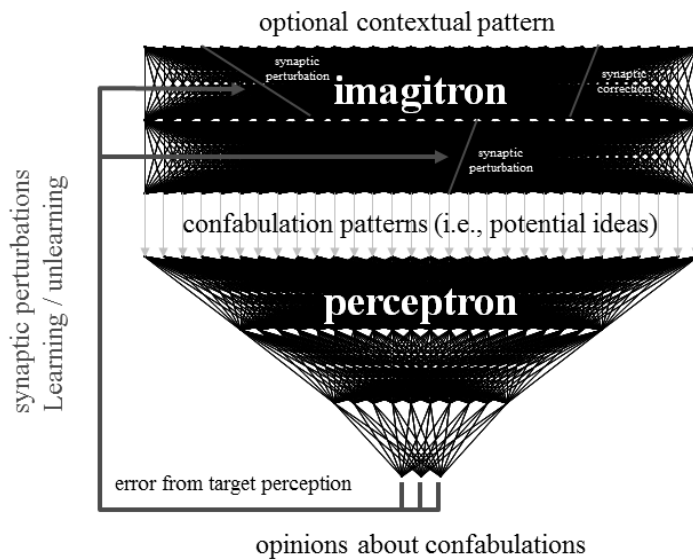 optional contextual pattern
synaptic
perturbation
imagitron
synaptic
correction
synaptic
perturbation
confabulation patterns (i.e., potential ideas)
perceptron
synaptic perturbations
Learning / unlearning
error from target perception
opinions about confabulations